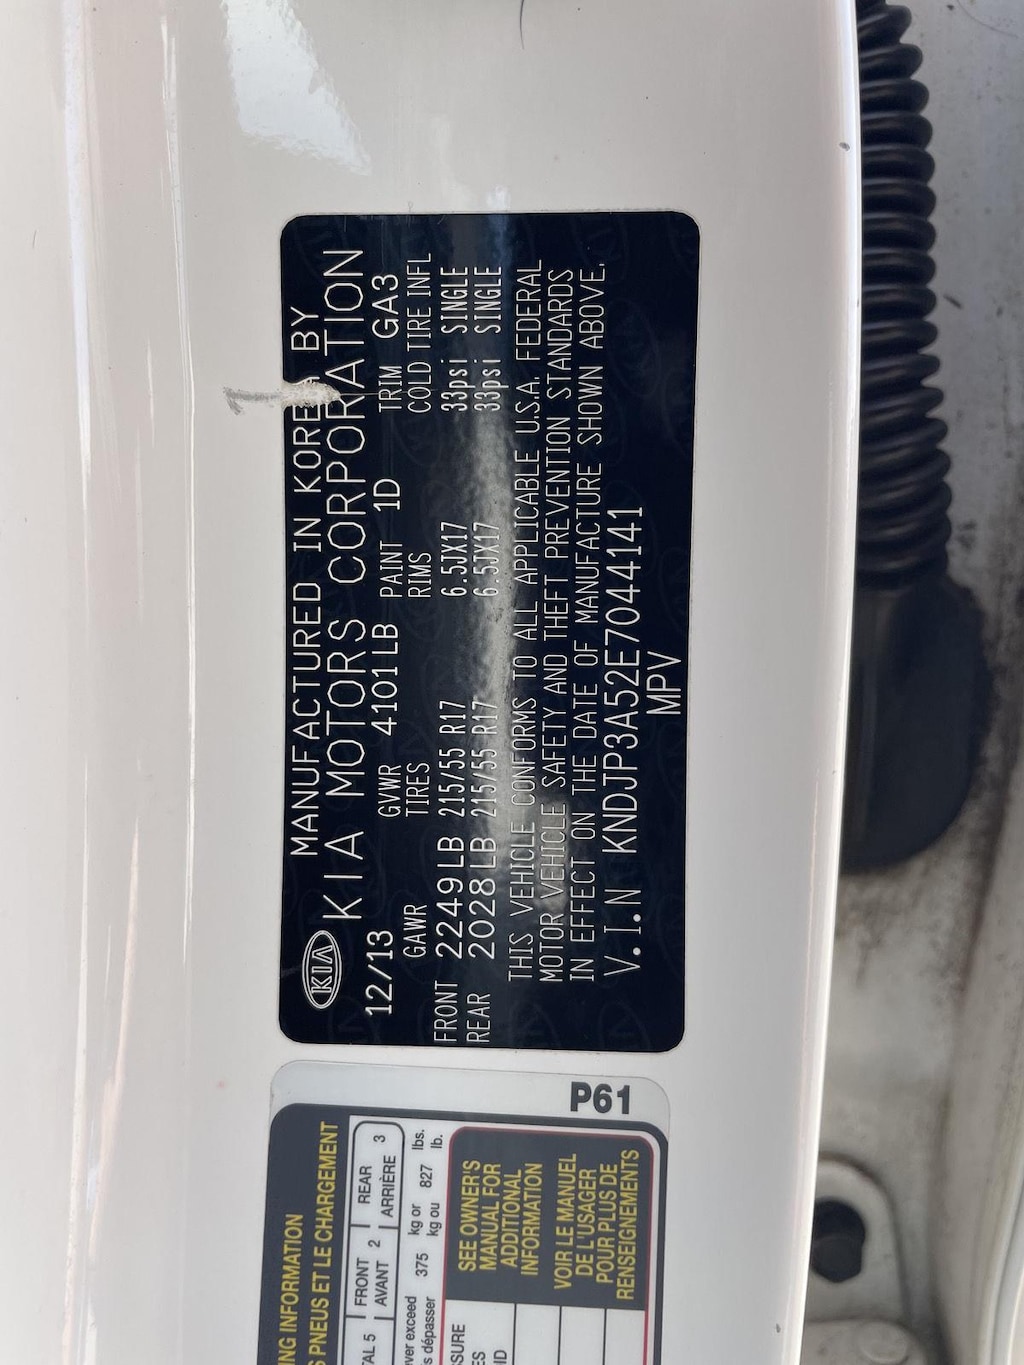 MANUFACTURED IN KOREA BY
KIA KIA MOTORS CORPORATION
12/13 GVWR 4101LB PAINT 1D TRIM GA3
GAWR TIRES RIMS COLD TIRE INFL
FRONT 2249LB 215/55 R17 6.5JX17 33psi SINGLE
REAR 2028LB 215/55 R17 6.5JX17 33psi SINGLE
THIS VEHICLE CONFORMS TO ALL APPLICABLE U.S.A. FEDERAL
MOTOR VEHICLE SAFETY AND THEFT PREVENTION STANDARDS
IN EFFECT ON THE DATE OF MANUFACTURE SHOWN ABOVE.
V.I.N KNDJP3A52E7044141
MPV
P61
INFORMATION
PNEUS ET LE CHARGEMENT
5 FRONT 2 REAR 3
AVANT ARRIÈRE
exceed 375 kg or 827 lbs.
dépasser kg ou lb.
SEE OWNER'S
MANUAL FOR
ADDITIONAL
INFORMATION
VOIR LE MANUEL
DE L'USAGER
POUR PLUS DE
RENSEIGNEMENTS